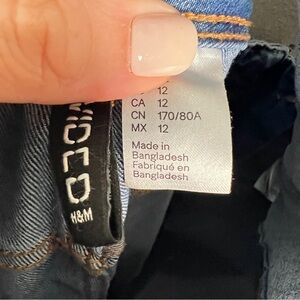 12
CA 12
CN 170/80A
MX 12
Made in
Bangladesh
Fabriqué en
Bangladesh
H&M